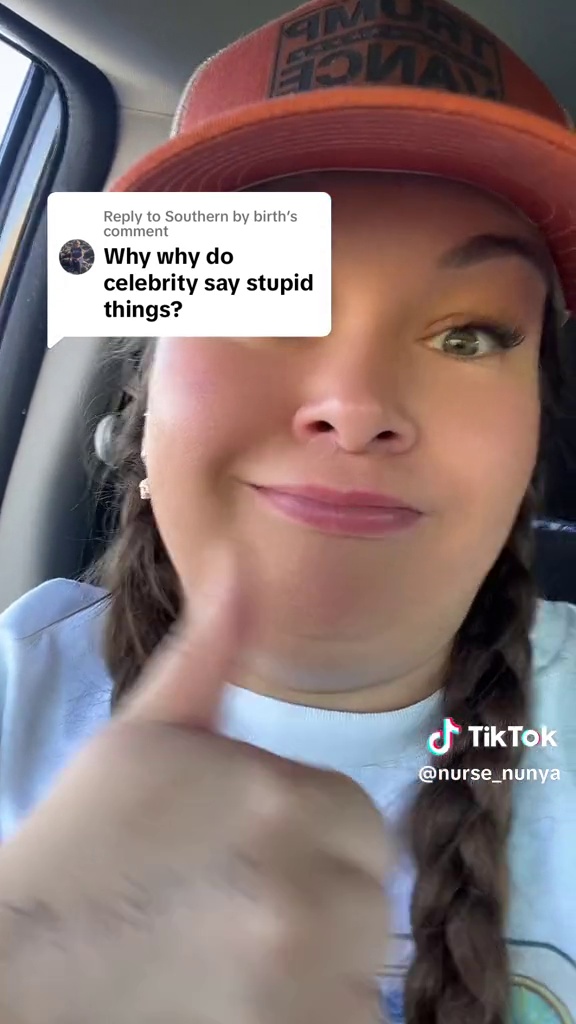 TRUMP
VANCE
Reply to Southern by birth's
comment
Why why do
celebrity say stupid
things?
TikTok
@nurse_nunya